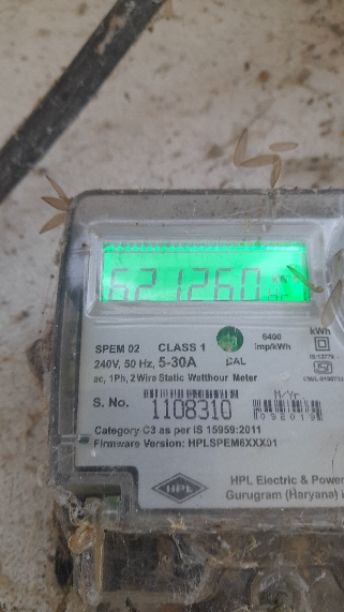 621260
SPEM 02 CLASS 1
240V, 50 Hz, 5-30A CAL
6400
imp/kWh
kWh
ac, 1Ph, 2 Wire Static Watthour Meter
M/Yr
S. No. 1108310
092019
Category C3 as per IS 15959:2011
Firmware Version: HPLSPEM6XXX01
HPL
HPL Electric & Power
Gurugram (Haryana)